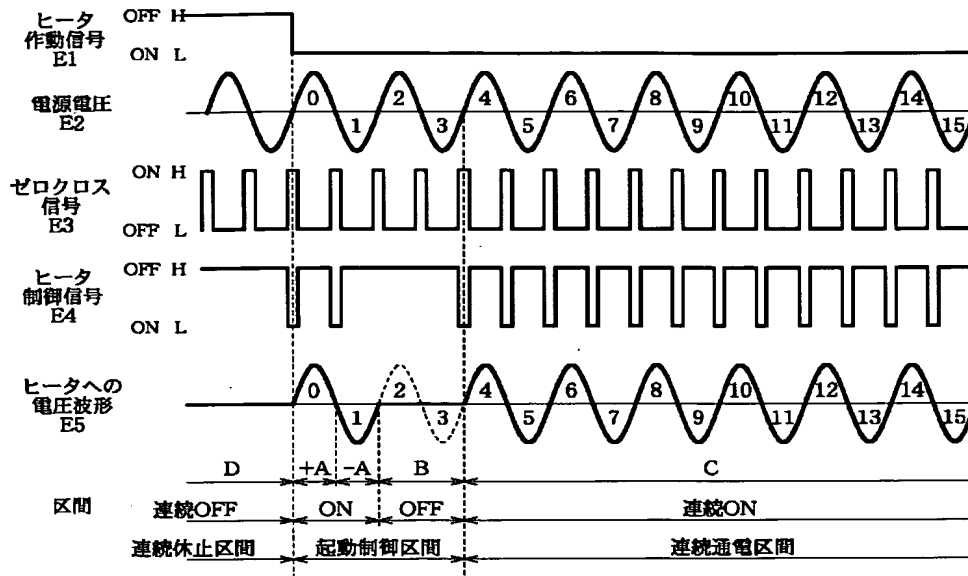 ヒータ
作動信号
E1
OFF H
ON L
電源電圧
E2
0 2 4 6 8 10 12 14
1 3 5 7 9 11 13 15
ゼロクロス
信号
E3
ON H
OFF L
ヒータ
制御信号
E4
OFF H
ON L
ヒータへの
電圧波形
E5
0 2 4 6 8 10 12 14
1 3 5 7 9 11 13 15
D +A -A B C
区間 連続OFF ON OFF 連続ON
連続休止区間 起動制御区間 連続通電区間